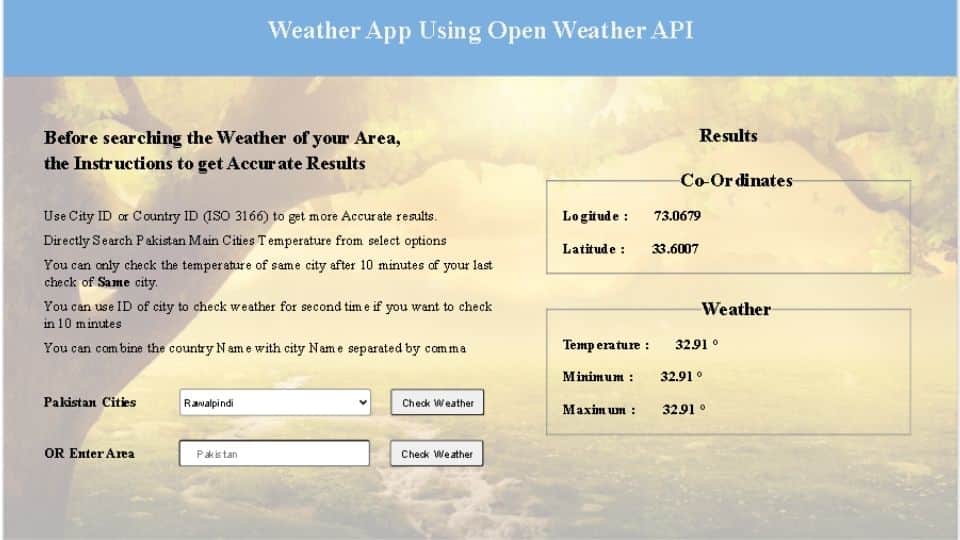 Weather App Using Open Weather API
Before searching the Weather of your Area,
the Instructions to get Accurate Results
Use City ID or Country ID (ISO 3166) to get more Accurate results.
Directly Search Pakistan Main Cities Temperature from select options
You can only check the temperature of same city after 10 minutes of your last
check of Same city.
You can use ID of city to check weather for second time if you want to check
in 10 minutes
You can combine the country Name with city Name separated by comma
Pakistan Cities
Rawalpindi
Check Weather
OR Enter Area
Pakistan
Check Weather
Results
Co-Ordinates
Logitude : 73.0679
Latitude : 33.6007
Weather
Temperature : 32.91 °
Minimum : 32.91 °
Maximum : 32.91 °